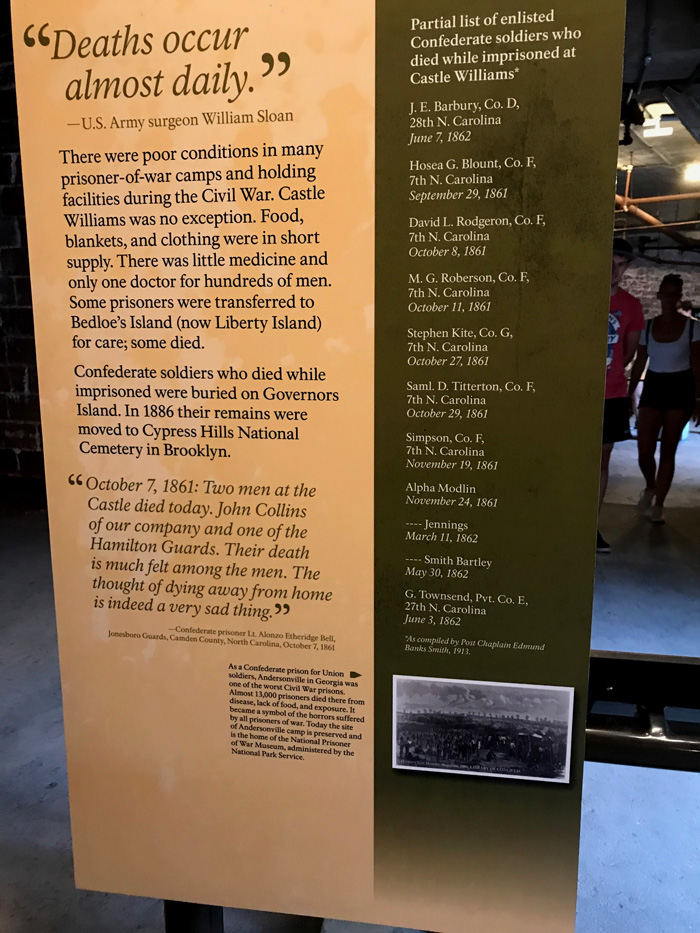 “Deaths occur
almost daily.”
—U.S. Army surgeon William Sloan
There were poor conditions in many
prisoner-of-war camps and holding
facilities during the Civil War. Castle
Williams was no exception. Food,
blankets, and clothing were in short
supply. There was little medicine and
only one doctor for hundreds of men.
Some prisoners were transferred to
Bedloe’s Island (now Liberty Island)
for care; some died.
Confederate soldiers who died while
imprisoned were buried on Governors
Island. In 1886 their remains were
moved to Cypress Hills National
Cemetery in Brooklyn.
“October 7, 1861: Two men at the
Castle died today. John Collins
of our company and one of the
Hamilton Guards. Their death
is much felt among the men. The
thought of dying away from home
is indeed a very sad thing.”
—Confederate prisoner Lt. Alonzo Etheridge Bell,
Jonesboro Guards, Camden County, North Carolina, October 7, 1861
As a Confederate prison for Union
soldiers, Andersonville in Georgia was
one of the worst Civil War prisons.
Almost 13,000 prisoners died there from
disease, lack of food, and exposure. It
became a symbol of the horrors suffered
by all prisoners of war. Today the site
of Andersonville camp is preserved and
is the home of the National Prisoner
of War Museum, administered by the
National Park Service.
Partial list of enlisted
Confederate soldiers who
died while imprisoned at
Castle Williams*
J. E. Barbury, Co. D,
28th N. Carolina
June 7, 1862
Hosea G. Blount, Co. F,
7th N. Carolina
September 29, 1861
David L. Rodgeron, Co. F,
7th N. Carolina
October 8, 1861
M. G. Roberson, Co. F,
7th N. Carolina
October 11, 1861
Stephen Kite, Co. G,
7th N. Carolina
October 27, 1861
Saml. D. Titterton, Co. F,
7th N. Carolina
October 29, 1861
Simpson, Co. F,
7th N. Carolina
November 19, 1861
Alpha Modlin
November 24, 1861
---- Jennings
March 11, 1862
---- Smith Bartley
May 30, 1862
G. Townsend, Pvt. Co. E,
27th N. Carolina
June 3, 1862
*As compiled by Post Chaplain Edmund
Banks Smith, 1913.